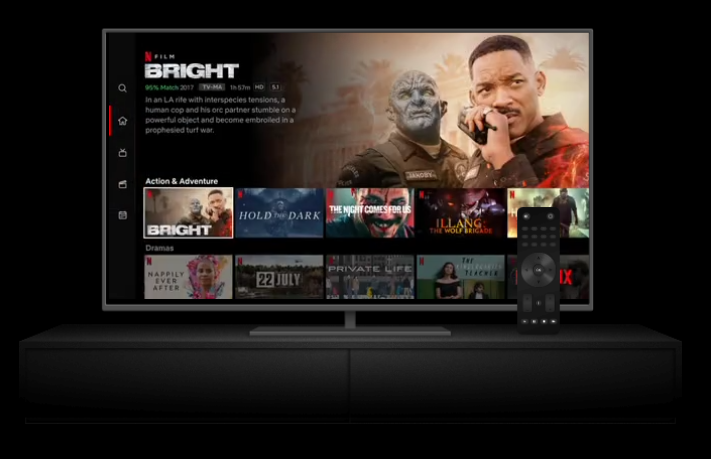 N FILM
BRIGHT
95% Match 2017 TV-MA 1h 57m HD 5.1
In an LA rife with interspecies tensions, a
human cop and his orc partner stumble on a
powerful object and become embroiled in a
prophesied turf war.
Action & Adventure
BRIGHT
HOLD THE DARK
THE NIGHT COMES FOR US
ILLANG:
THE WOLF BRIGADE
Dramas
NAPPILY
EVER
AFTER
22 JULY
PRIVATE LIFE
THE
TEACHER